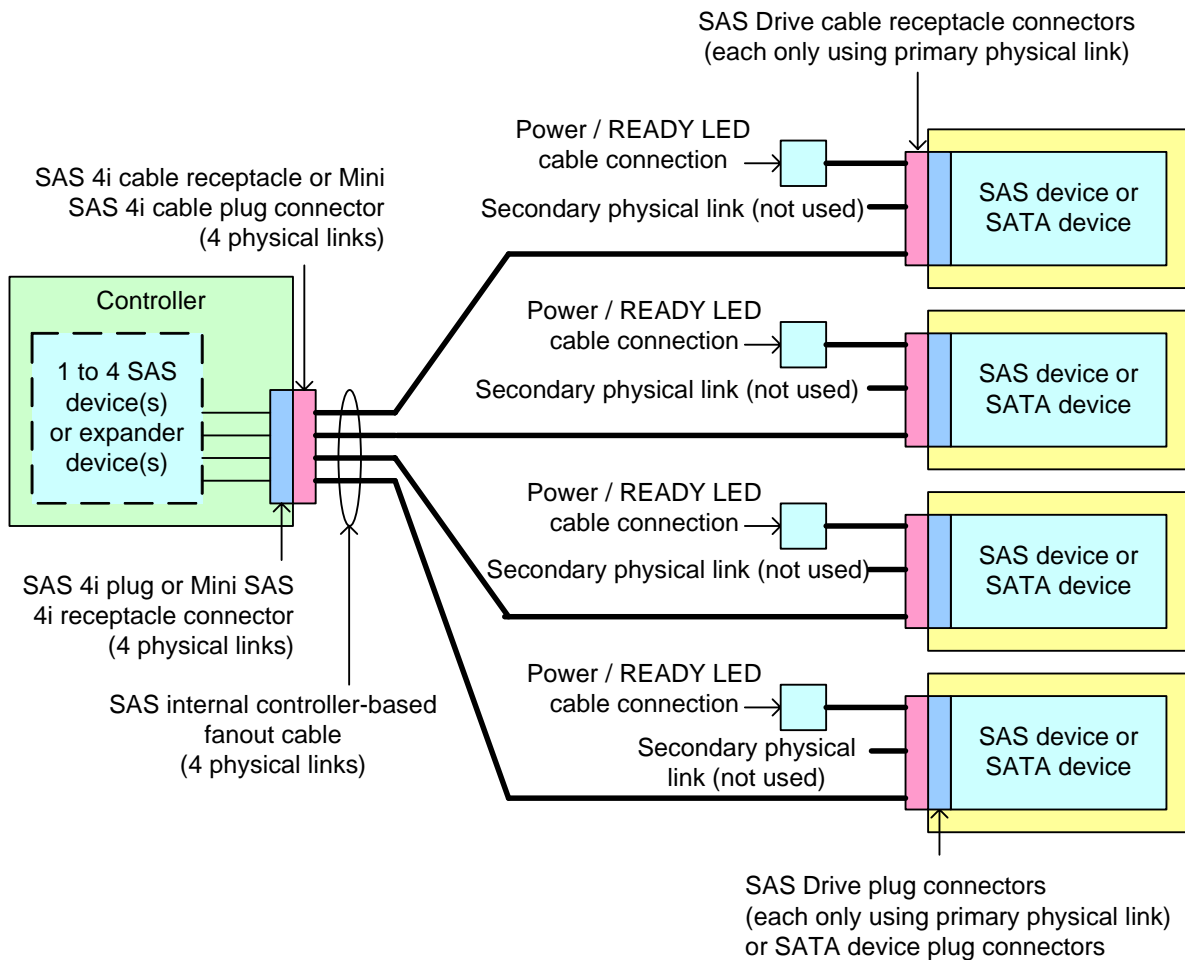 SAS Drive cable receptacle connectors
(each only using primary physical link)
Power / READY LED
cable connection
SAS 4i cable receptacle or Mini
SAS 4i cable plug connector
(4 physical links)
Secondary physical link (not used)
SAS device or
SATA device
Controller
1 to 4 SAS
device(s)
or expander
device(s)
Power / READY LED
cable connection
Secondary physical link (not used)
SAS device or
SATA device
Power / READY LED
cable connection
Secondary physical link (not used)
SAS device or
SATA device
SAS 4i plug or Mini SAS
4i receptacle connector
(4 physical links)
SAS internal controller-based
fanout cable
(4 physical links)
Power / READY LED
cable connection
Secondary physical
link (not used)
SAS device or
SATA device
SAS Drive plug connectors
(each only using primary physical link)
or SATA device plug connectors